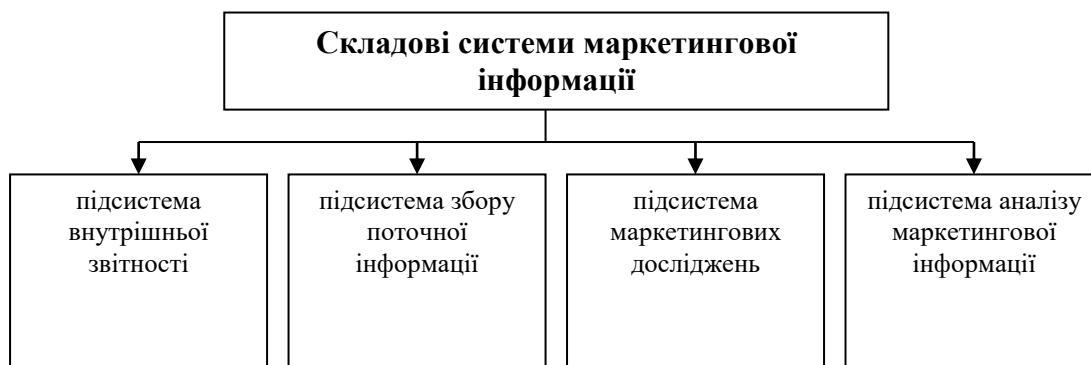 Складові системи маркетингової
інформації
підсистема
внутрішньої
звітності
підсистема збору
поточної
інформації
підсистема
маркетингових
досліджень
підсистема аналізу
маркетингової
інформації